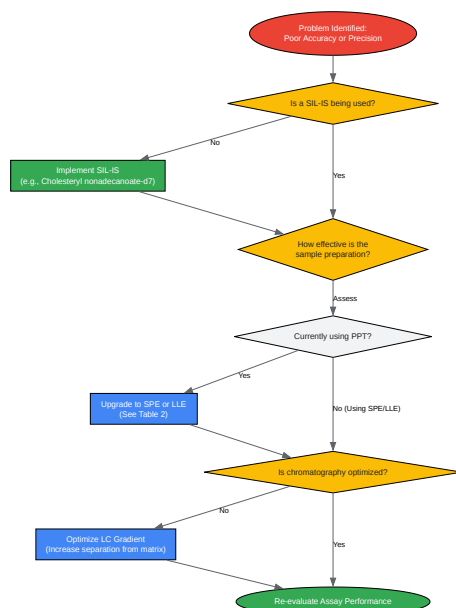 Problem Identified:
Poor Accuracy or Precision
Is a SIL-IS being used?
No
Yes
Implement SIL-IS
(e.g., Cholesteryl nonadecanoate-d7)
How effective is the
sample preparation?
Assess
Currently using PPT?
Yes
No (Using SPE/LLE)
Upgrade to SPE or LLE
(See Table 2)
Is chromatography optimized?
No
Yes
Optimize LC Gradient
(Increase separation from matrix)
Re-evaluate Assay Performance